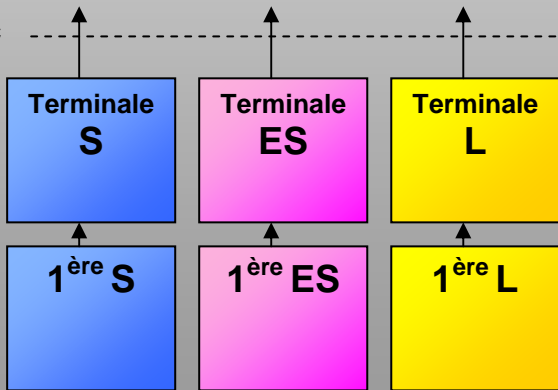 Terminale
S
Terminale
ES
Terminale
L
1ère S
1ère ES
1ère L